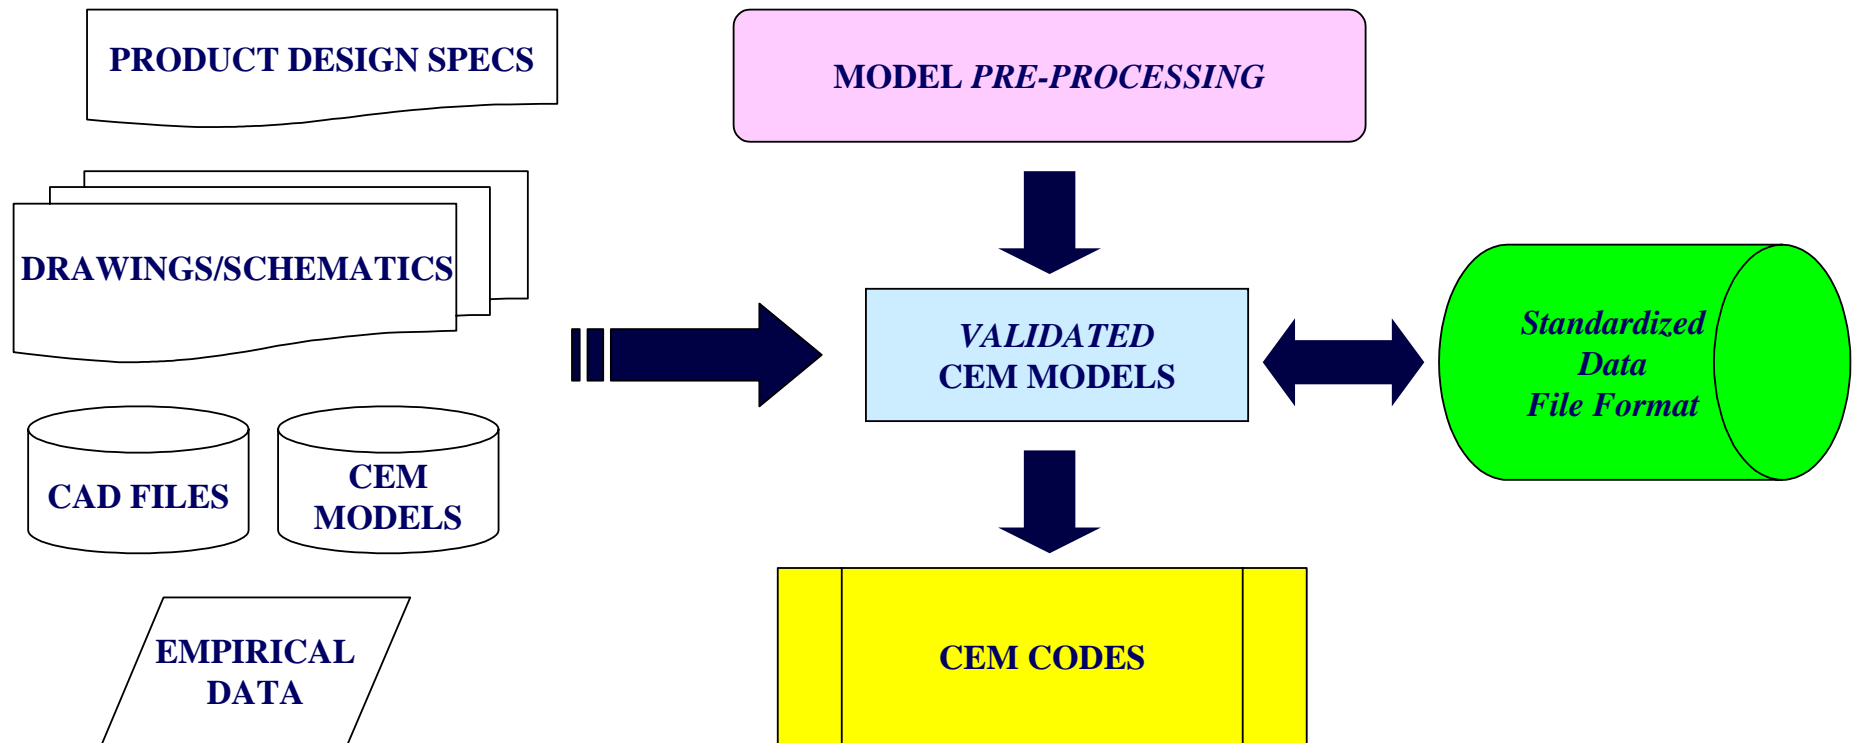 PRODUCT DESIGN SPECS
DRAWINGS/SCHEMATICS
CAD FILES
CEM
MODELS
EMPIRICAL
DATA
MODEL PRE-PROCESSING
VALIDATED
CEM MODELS
CEM CODES
Standardized
Data
File Format